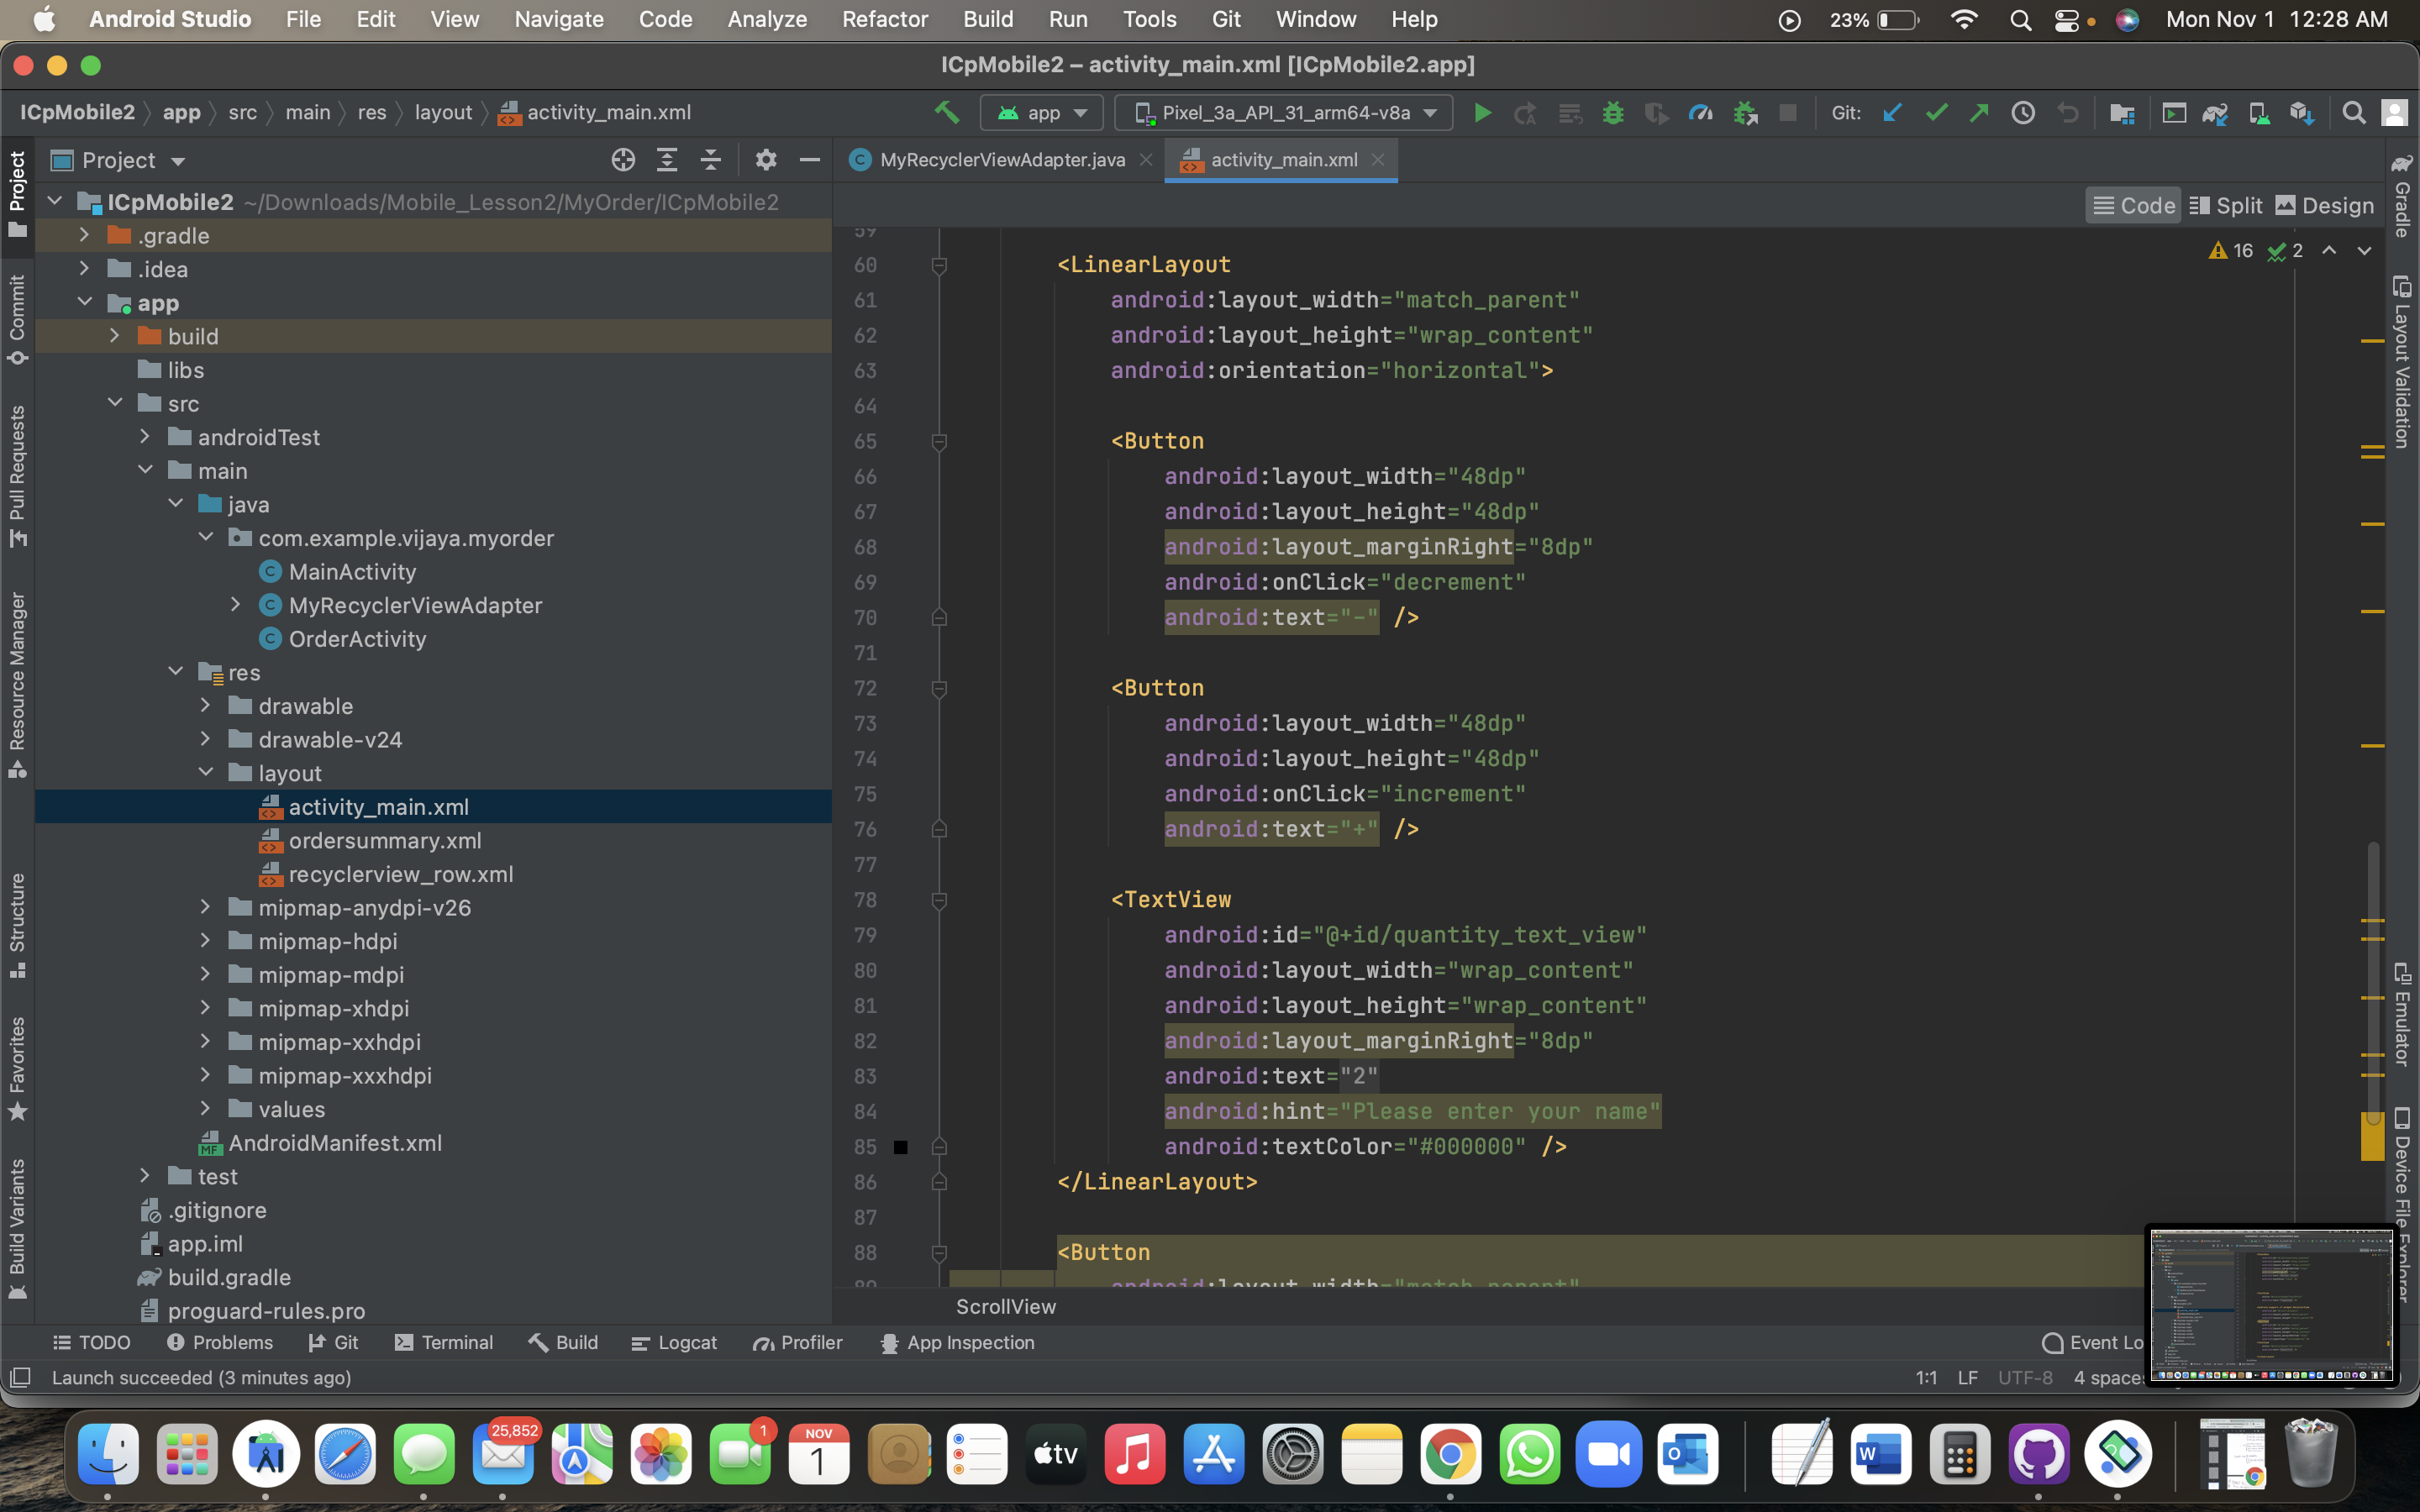 Android Studio File Edit View Navigate Code Analyze Refactor Build Run Tools Git Window Help 23% Mon Nov 1 12:28 AM
ICpMobile2 – activity_main.xml [ICpMobile2.app]
ICpMobile2 app src main res layout activity_main.xml app Pixel_3a_API_31_arm64-v8a Git:
Project MyRecyclerViewAdapter.java activity_main.xml
Code Split Design
16 2
ICpMobile2 ~/Downloads/Mobile_Lesson2/MyOrder/ICpMobile2
.gradle
.idea
app
build
libs
src
androidTest
main
java
com.example.vijaya.myorder
MainActivity
MyRecyclerViewAdapter
OrderActivity
res
drawable
drawable-v24
layout
activity_main.xml
ordersummary.xml
recyclerview_row.xml
mipmap-anydpi-v26
mipmap-hdpi
mipmap-mdpi
mipmap-xhdpi
mipmap-xxhdpi
mipmap-xxxhdpi
values
AndroidManifest.xml
test
.gitignore
app.iml
build.gradle
proguard-rules.pro
Project
Commit
Pull Requests
Resource Manager
Structure
Favorites
Build Variants
59
60 <LinearLayout
61 android:layout_width="match_parent"
62 android:layout_height="wrap_content"
63 android:orientation="horizontal">
64
65 <Button
66 android:layout_width="48dp"
67 android:layout_height="48dp"
68 android:layout_marginRight="8dp"
69 android:onClick="decrement"
70 android:text="-" />
71
72 <Button
73 android:layout_width="48dp"
74 android:layout_height="48dp"
75 android:onClick="increment"
76 android:text="+" />
77
78 <TextView
79 android:id="@+id/quantity_text_view"
80 android:layout_width="wrap_content"
81 android:layout_height="wrap_content"
82 android:layout_marginRight="8dp"
83 android:text="2"
84 android:hint="Please enter your name"
85 android:textColor="#000000" />
86 </LinearLayout>
87
88 <Button
89 android:layout_width="match_parent"
ScrollView
Gradle
Layout Validation
Emulator
Device File Explorer
TODO Problems Git Terminal Build Logcat Profiler App Inspection Event Lo
Launch succeeded (3 minutes ago) 1:1 LF UTF-8 4 spaces
25,852
1
NOV
1
tv